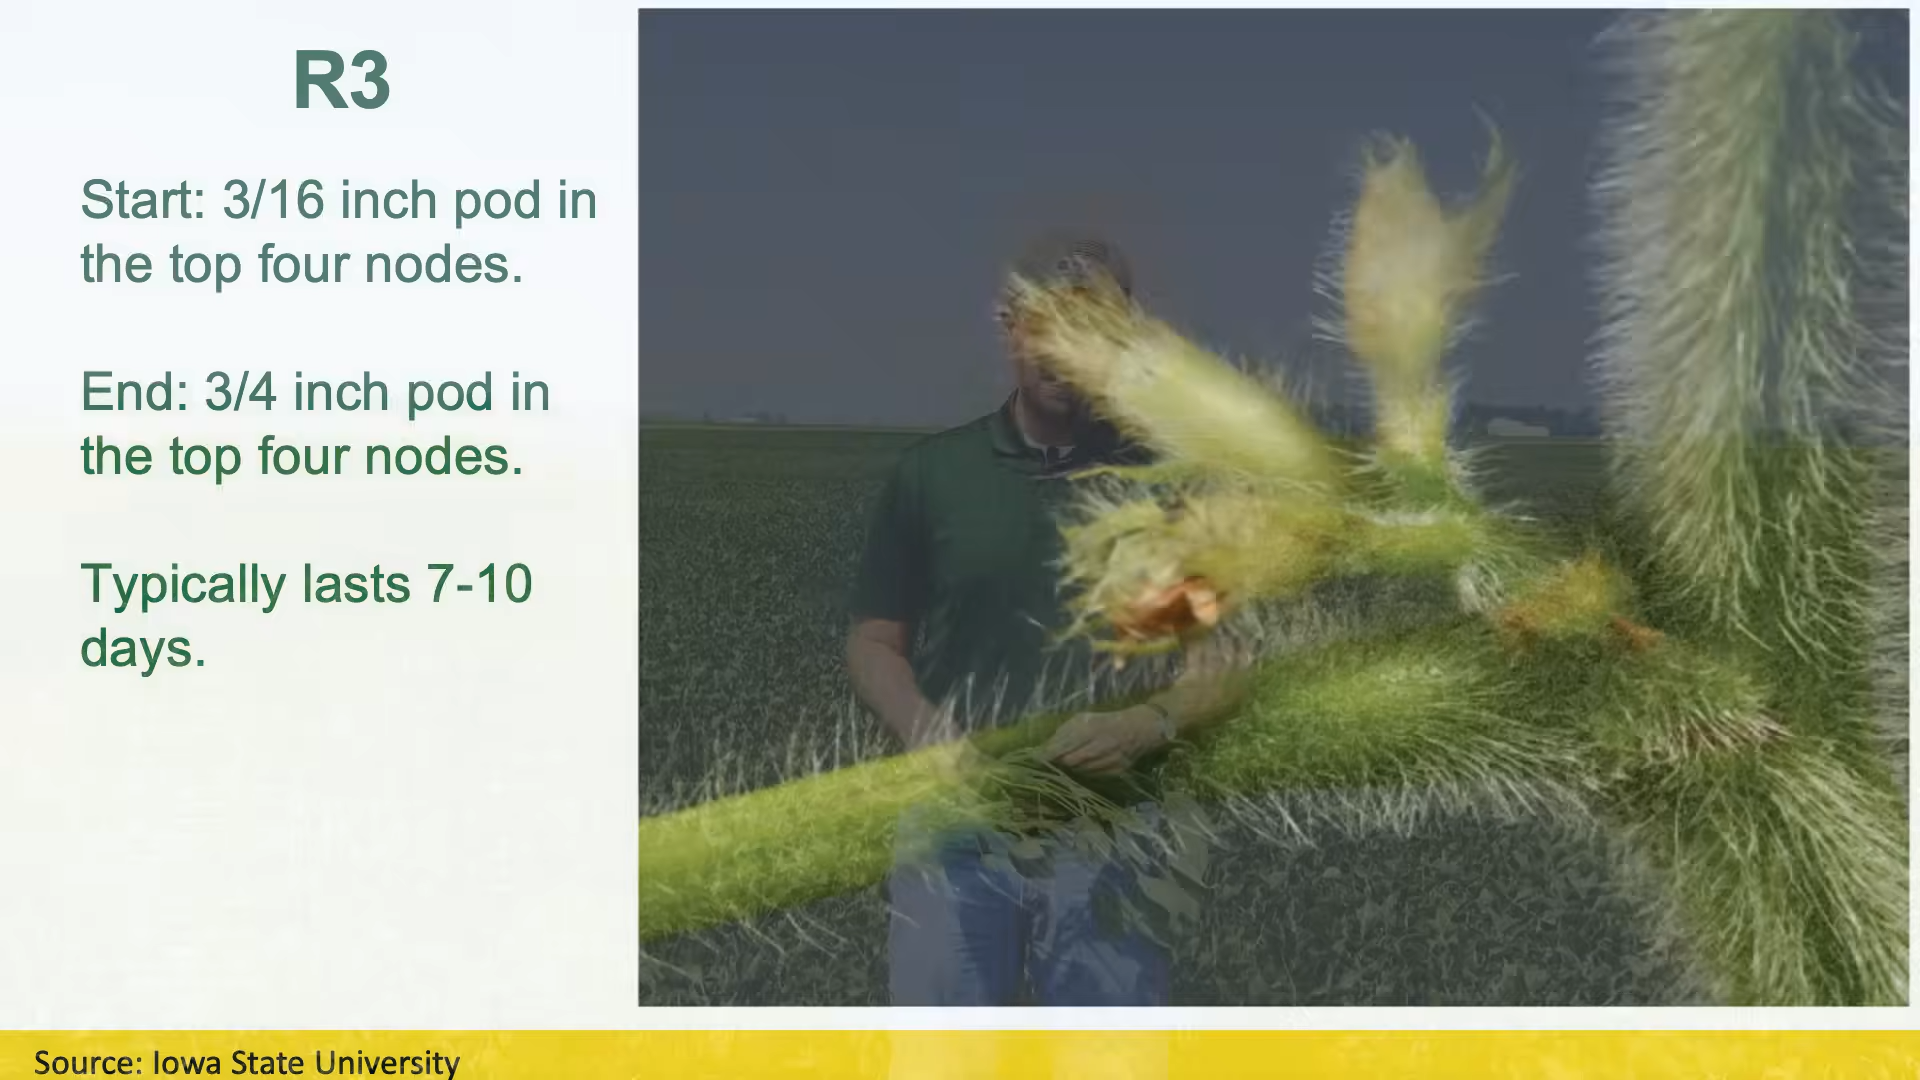 R3
Start: 3/16 inch pod in
the top four nodes.
End: 3/4 inch pod in
the top four nodes.
Typically lasts 7-10
days.
Source: Iowa State University